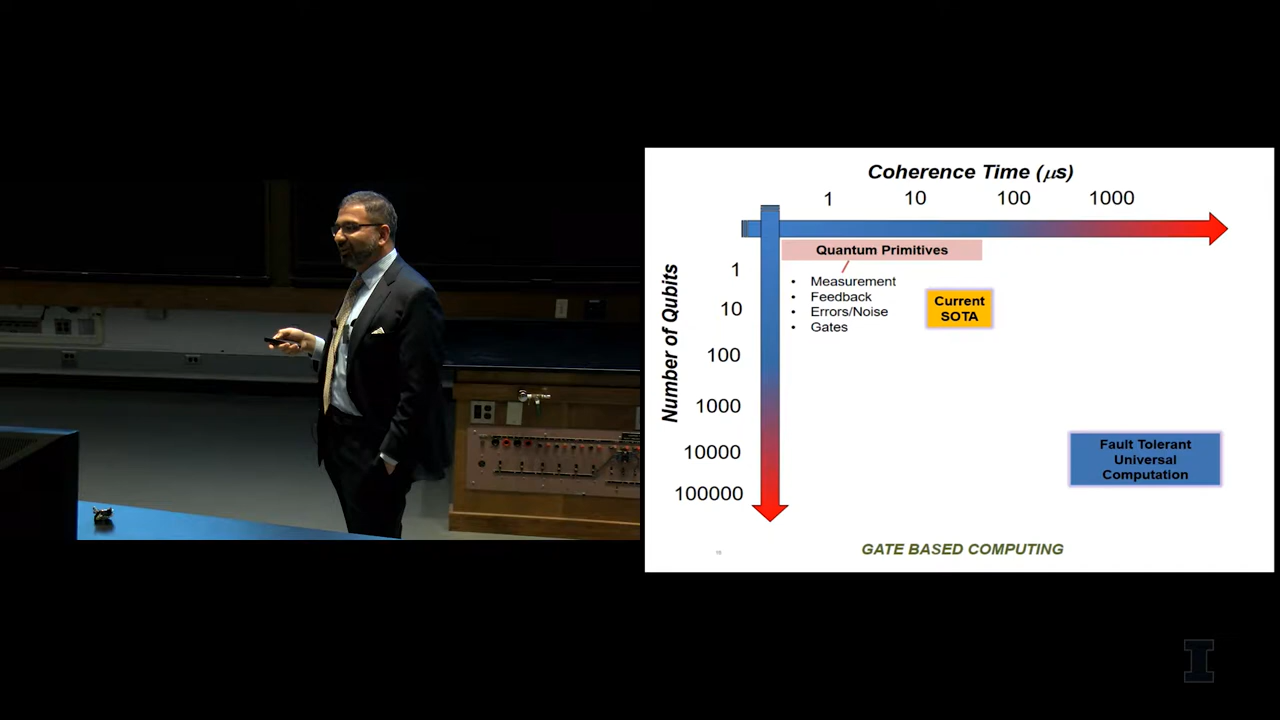 Coherence Time (μs)
1 10 100 1000
Number of Qubits
Quantum Primitives
1
10
100
1000
10000
100000
• Measurement
• Feedback
• Errors/Noise
• Gates
Current
SOTA
Fault Tolerant
Universal
Computation
GATE BASED COMPUTING
I